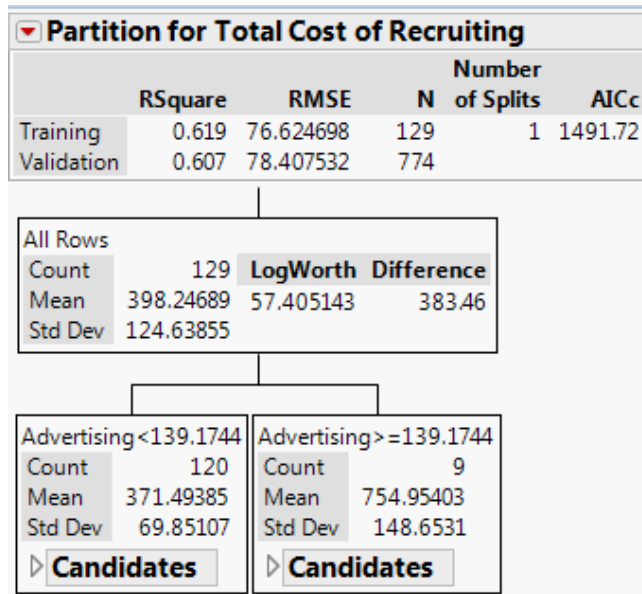 Partition for Total Cost of Recruiting
RSquare RMSE N Number of Splits AICc
Training 0.619 76.624698 129 1 1491.72
Validation 0.607 78.407532 774
All Rows
Count 129 LogWorth Difference
Mean 398.24689 57.405143 383.46
Std Dev 124.63855
Advertising<139.1744
Count 120
Mean 371.49385
Std Dev 69.85107
Candidates
Advertising>=139.1744
Count 9
Mean 754.95403
Std Dev 148.6531
Candidates